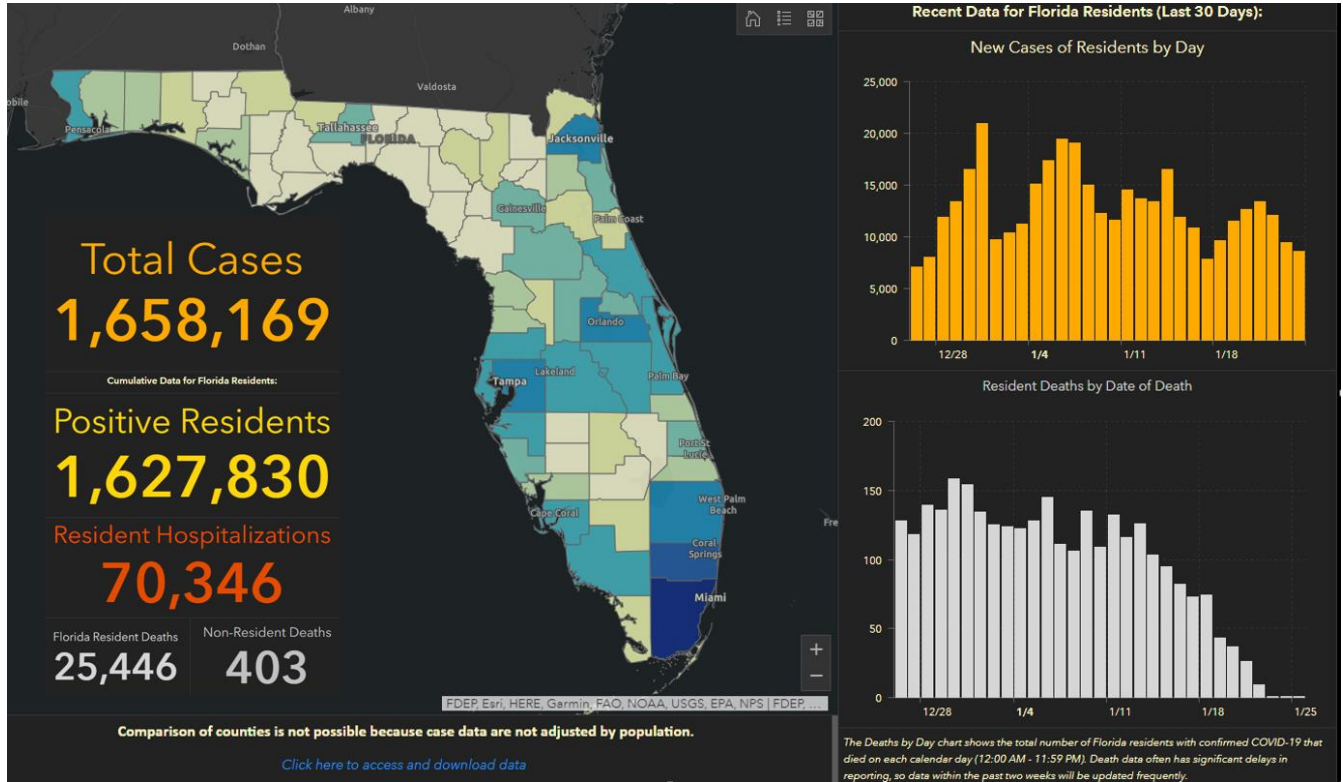 Albany
Dothan
Valdosta
obile
Pensacola
Tallahassee
FLORIDA
Jacksonville
Gainesville
Palm Coast
Orlando
Tampa
Lakeland
Palm Bay
Port St.
Lucie
West Palm
Beach
Cape Coral
Coral
Springs
Fre
Miami
Total Cases
1,658,169
Cumulative Data for Florida Residents:
Positive Residents
1,627,830
Resident Hospitalizations
70,346
Florida Resident Deaths
25,446
Non-Resident Deaths
403
+
−
FDEP, Esri, HERE, Garmin, FAO, NOAA, USGS, EPA, NPS | FDEP, ...
Comparison of counties is not possible because case data are not adjusted by population.
Click here to access and download data
Recent Data for Florida Residents (Last 30 Days):
New Cases of Residents by Day
25,000
20,000
15,000
10,000
5,000
0
12/28 1/4 1/11 1/18
Resident Deaths by Date of Death
200
150
100
50
0
12/28 1/4 1/11 1/18 1/25
The Deaths by Day chart shows the total number of Florida residents with confirmed COVID-19 that
died on each calendar day (12:00 AM - 11:59 PM). Death data often has significant delays in
reporting, so data within the past two weeks will be updated frequently.